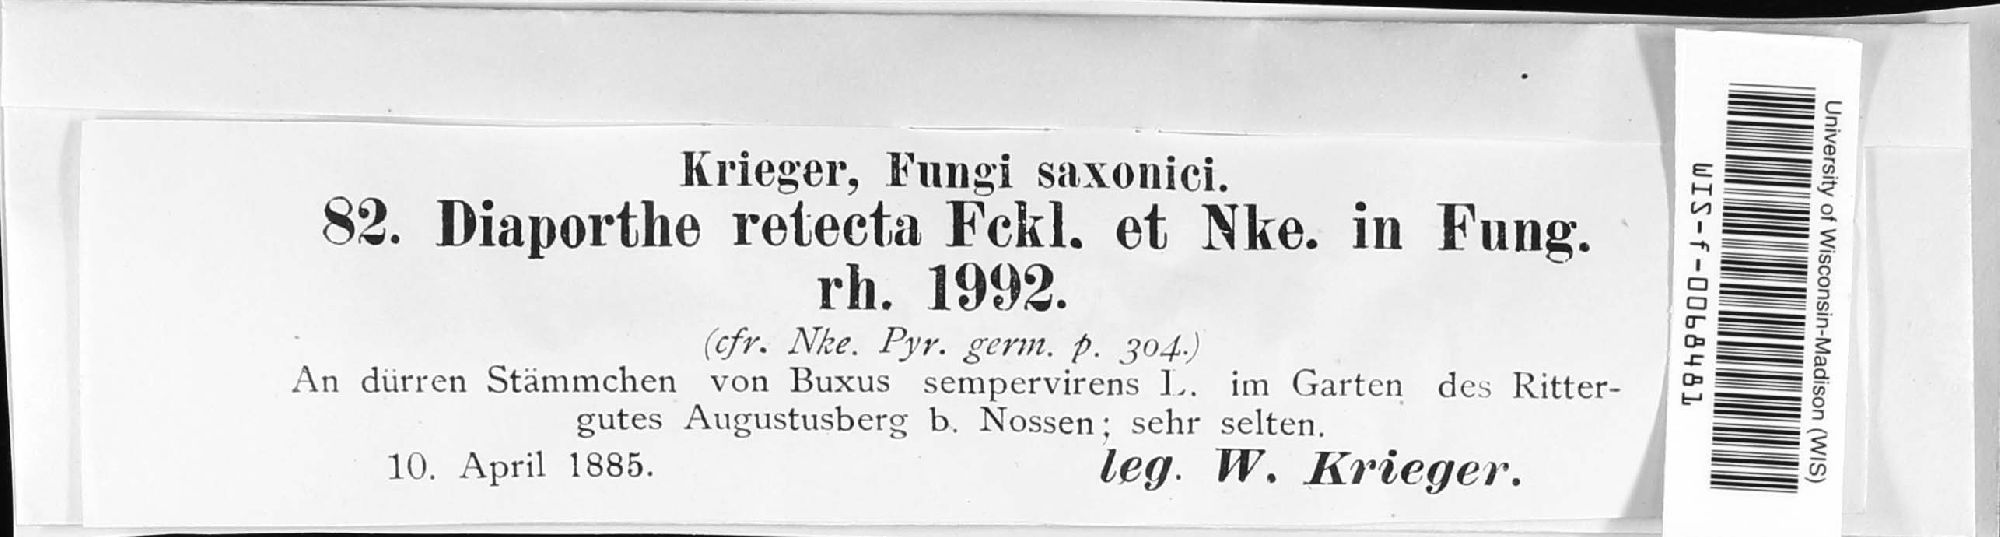 Krieger, Fungi saxonici.
82. Diaporthe retecta Fckl. et Nke. in Fung.
rh. 1992.
(cfr. Nke. Pyr. germ. p. 304.)
An dürren Stämmchen von Buxus sempervirens L. im Garten des Ritter-
gutes Augustusberg b. Nossen; sehr selten.
10. April 1885.
leg. W. Krieger.
University of Wisconsin-Madison (WIS)
WIS-f-0068481